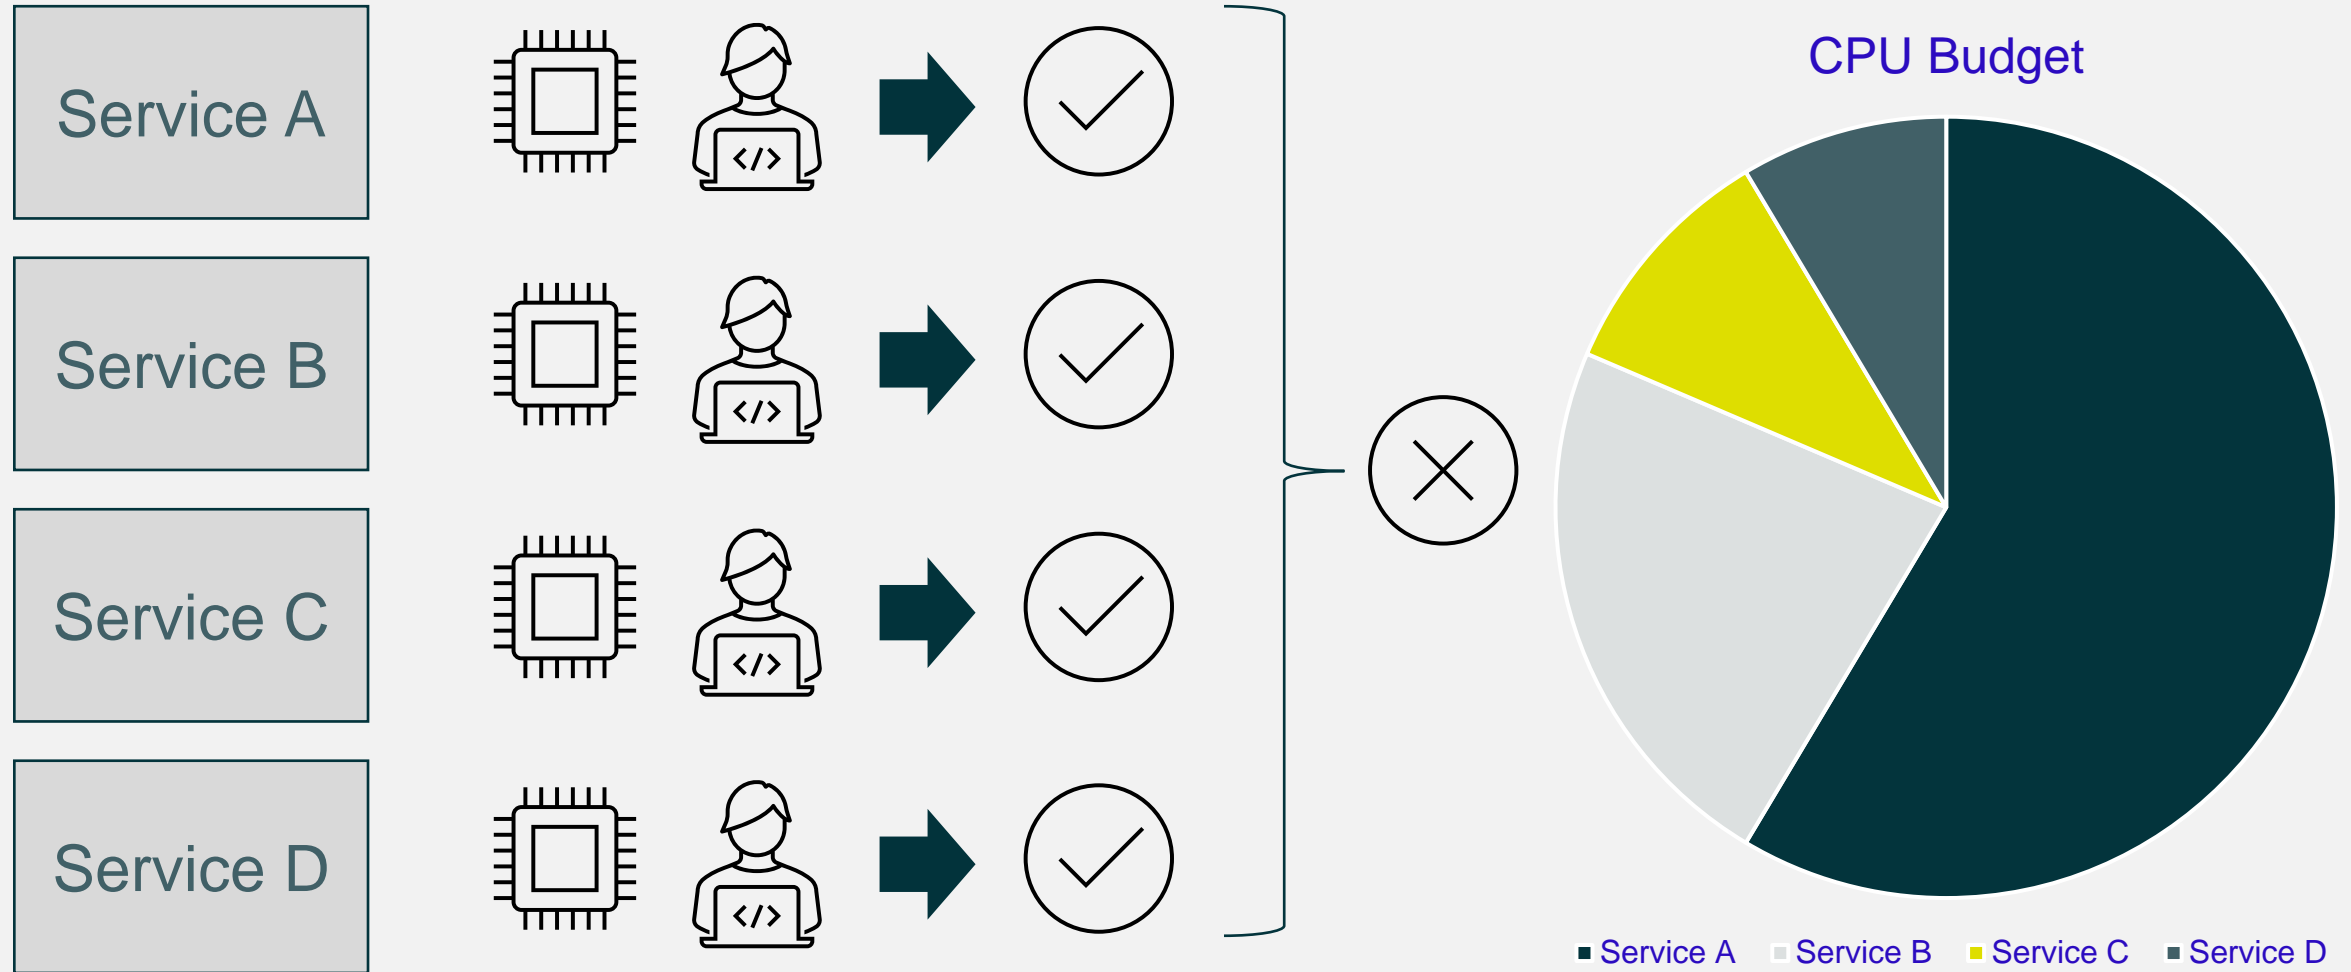 Service A
</>
Service B
</>
Service C
</>
Service D
</>
CPU Budget
Service A Service B Service C Service D